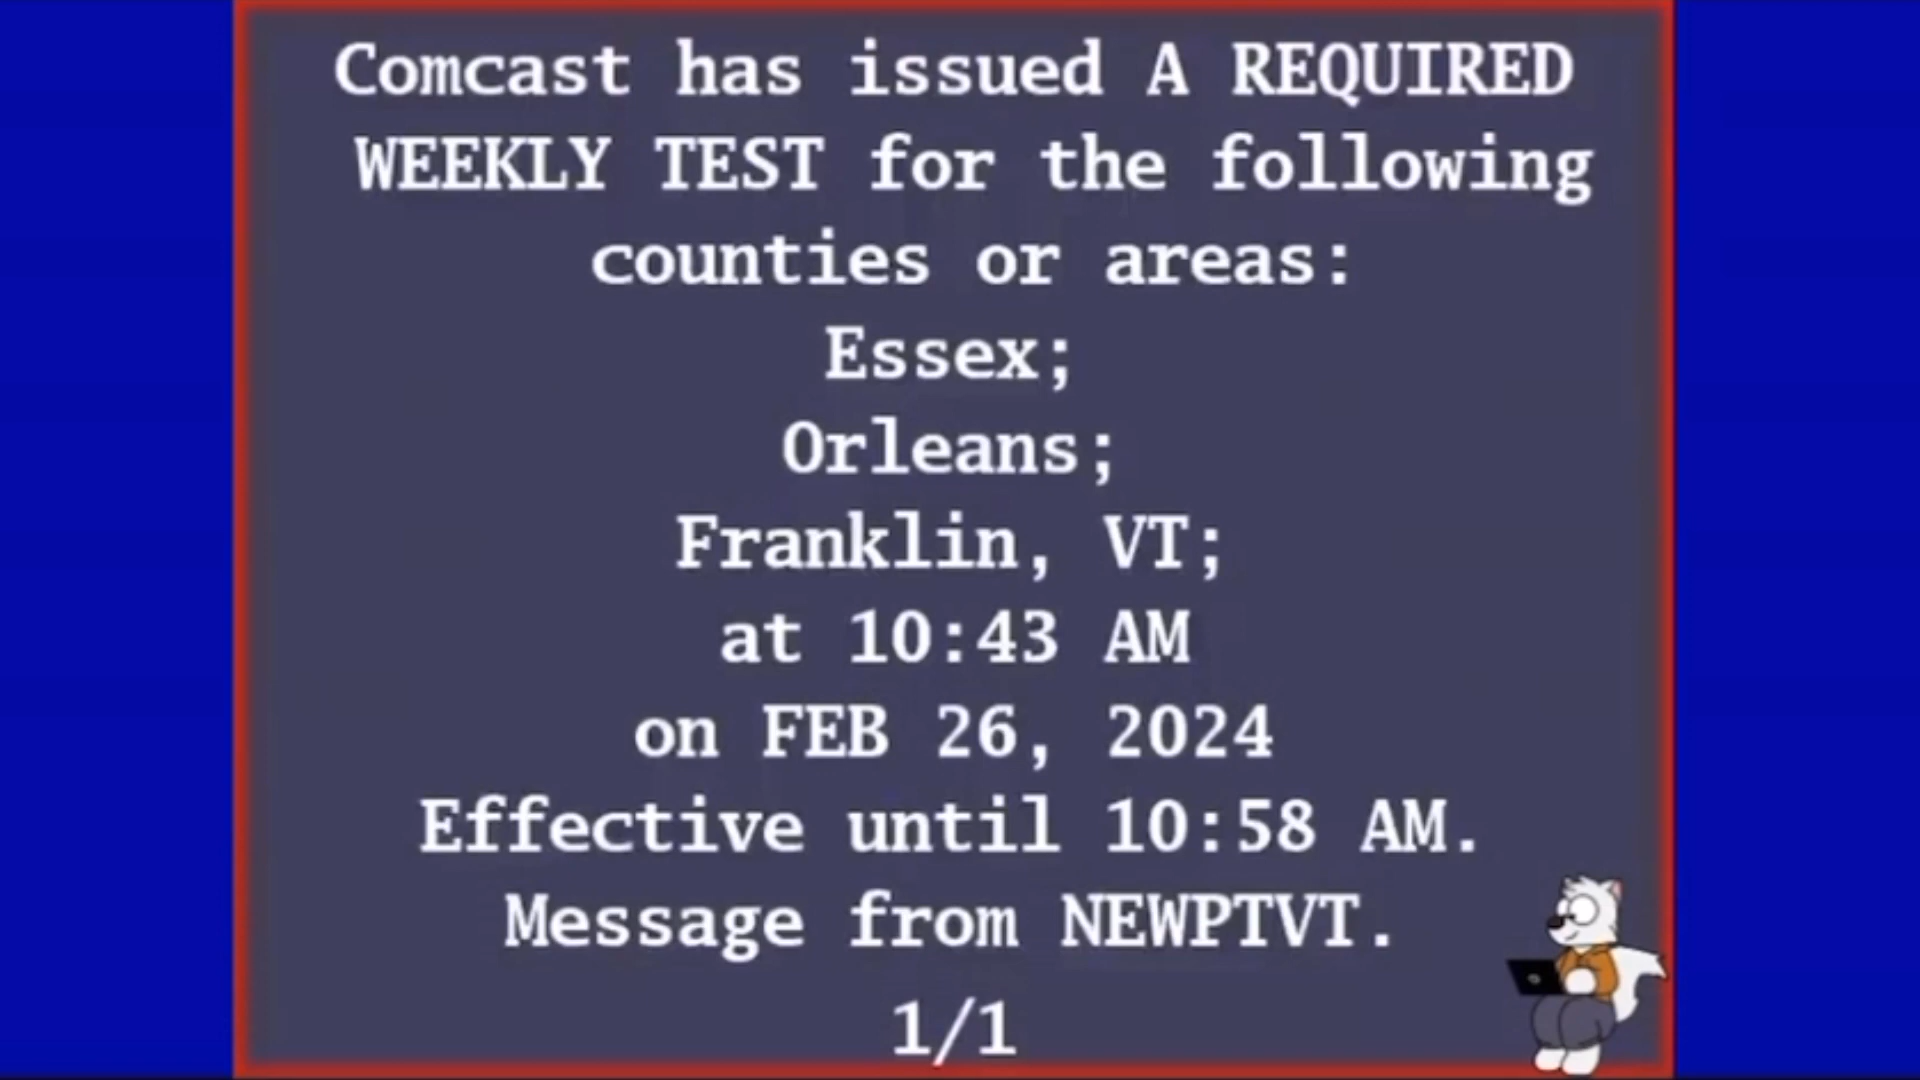 Comcast has issued A REQUIRED
WEEKLY TEST for the following
counties or areas:
Essex;
Orleans;
Franklin, VT;
at 10:43 AM
on FEB 26, 2024
Effective until 10:58 AM.
Message from NEWPTVT.
1/1